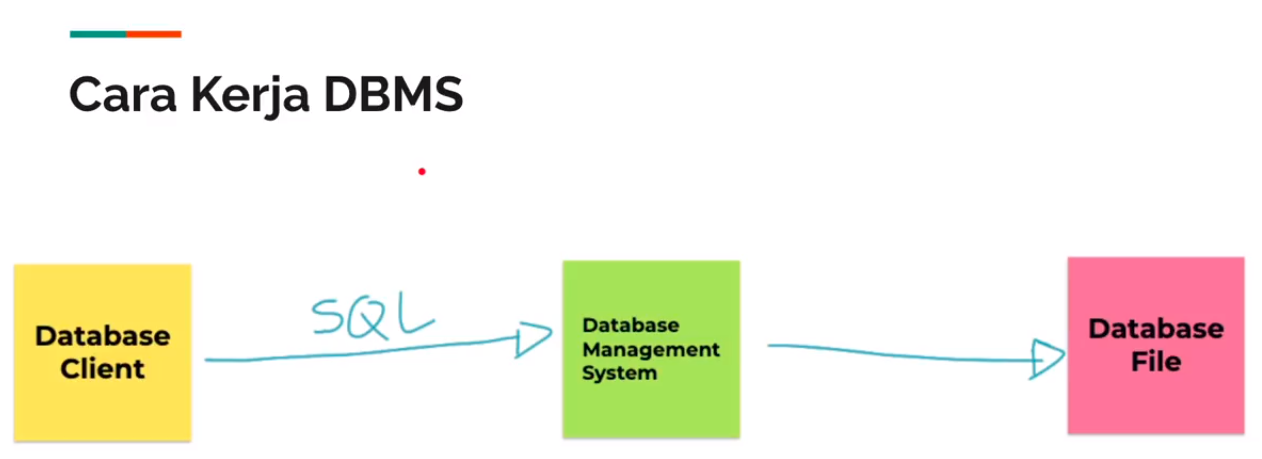 Cara Kerja DBMS
Database
Client
SQL
Database
Management
System
Database
File